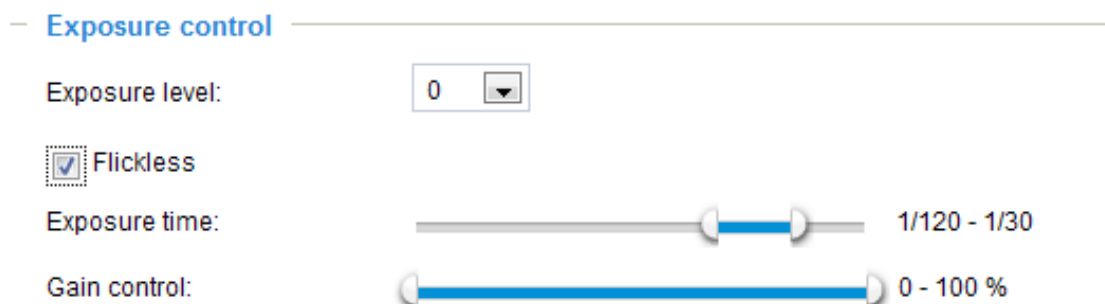 Exposure control
Exposure level: 0
Flickless
Exposure time: 1/120 - 1/30
Gain control: 0 - 100 %